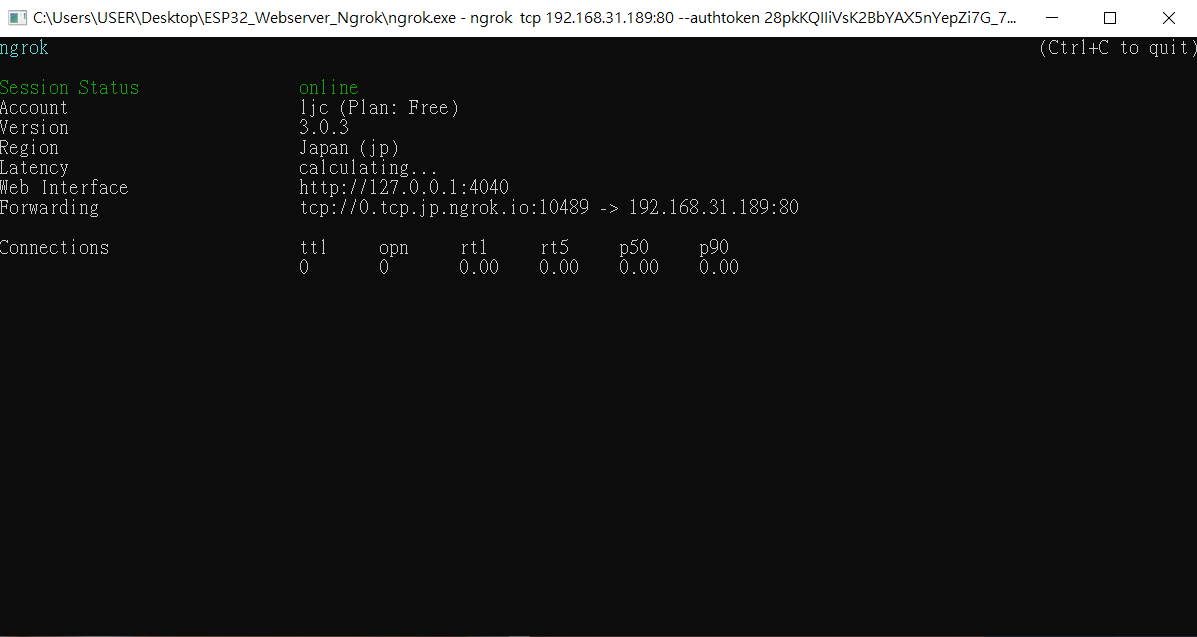 C:\Users\USER\Desktop\ESP32_Webserver_Ngrok\ngrok.exe - ngrok tcp 192.168.31.189:80 --authtoken 28pkKQIIiVsK2BbYAX5nYepZi7G_7...
ngrok (Ctrl+C to quit)
Session Status online
Account ljc (Plan: Free)
Version 3.0.3
Region Japan (jp)
Latency calculating...
Web Interface http://127.0.0.1:4040
Forwarding tcp://0.tcp.jp.ngrok.io:10489 -> 192.168.31.189:80
Connections ttl opn rt1 rt5 p50 p90
0 0 0.00 0.00 0.00 0.00